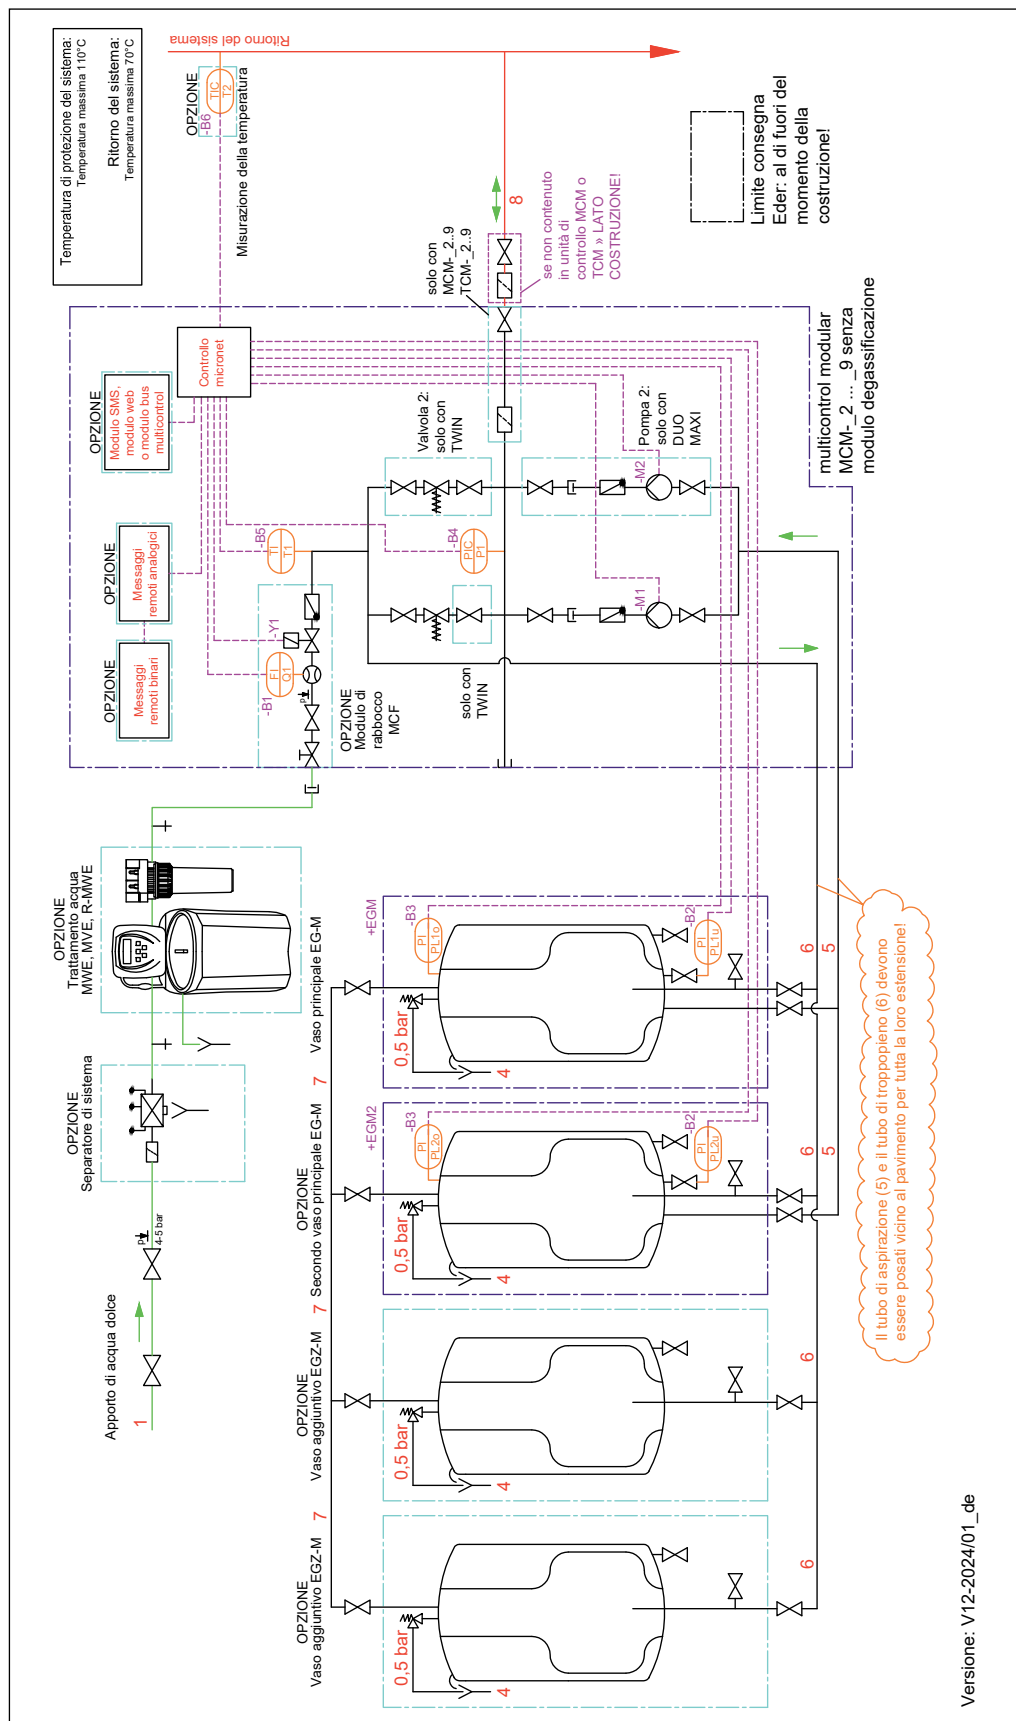 Temperatura di protezione del sistema:
Temperatura massima 110°C
Ritorno del sistema:
Temperatura massima 70°C
Ritorno del sistema
OPZIONE
TIC
T2
-B6
Misurazione della temperatura
Limite consegna
Eder: al di fuori del
momento della
costruzione!
8
se non contenuto
in unità di
controllo MCM o
TCM » LATO
COSTRUZIONE!
solo con
MCM-_2..9
TCM-_2..9
multicontrol modular
MCM-_2 ... _9 senza
modulo degassificazione
Controllo
micronet
OPZIONE
Modulo SMS,
modulo web
o modulo bus
multicontrol
OPZIONE
Messaggi
remoti analogici
OPZIONE
Messaggi
remoti binari
Valvola 2:
solo con
TWIN
Pompa 2:
solo con
DUO
MAXI
-M2
-M1
-B5
TI
T1
-B4
PIC
P1
-Y1
-B1
FI
Q1
p
OPZIONE
Modulo di
rabbocco
MCF
solo con
TWIN
OPZIONE
Trattamento acqua
MWE, MVE, R-MWE
OPZIONE
Separatore di sistema
p
4-5 bar
Apporto di acqua dolce
1
Vaso principale EG-M
+EGM
-B3
PI
PL1o
-B2
PI
PL1u
0,5 bar
4
7
6
5
OPZIONE
Secondo vaso principale EG-M
+EGM2
-B3
PI
PL2o
-B2
PI
PL2u
0,5 bar
4
7
6
5
OPZIONE
Vaso aggiuntivo EGZ-M
0,5 bar
4
7
6
OPZIONE
Vaso aggiuntivo EGZ-M
0,5 bar
4
6
Il tubo di aspirazione (5) e il tubo di troppopieno (6) devono
essere posati vicino al pavimento per tutta la loro estensione!
Versione: V12-2024/01_de